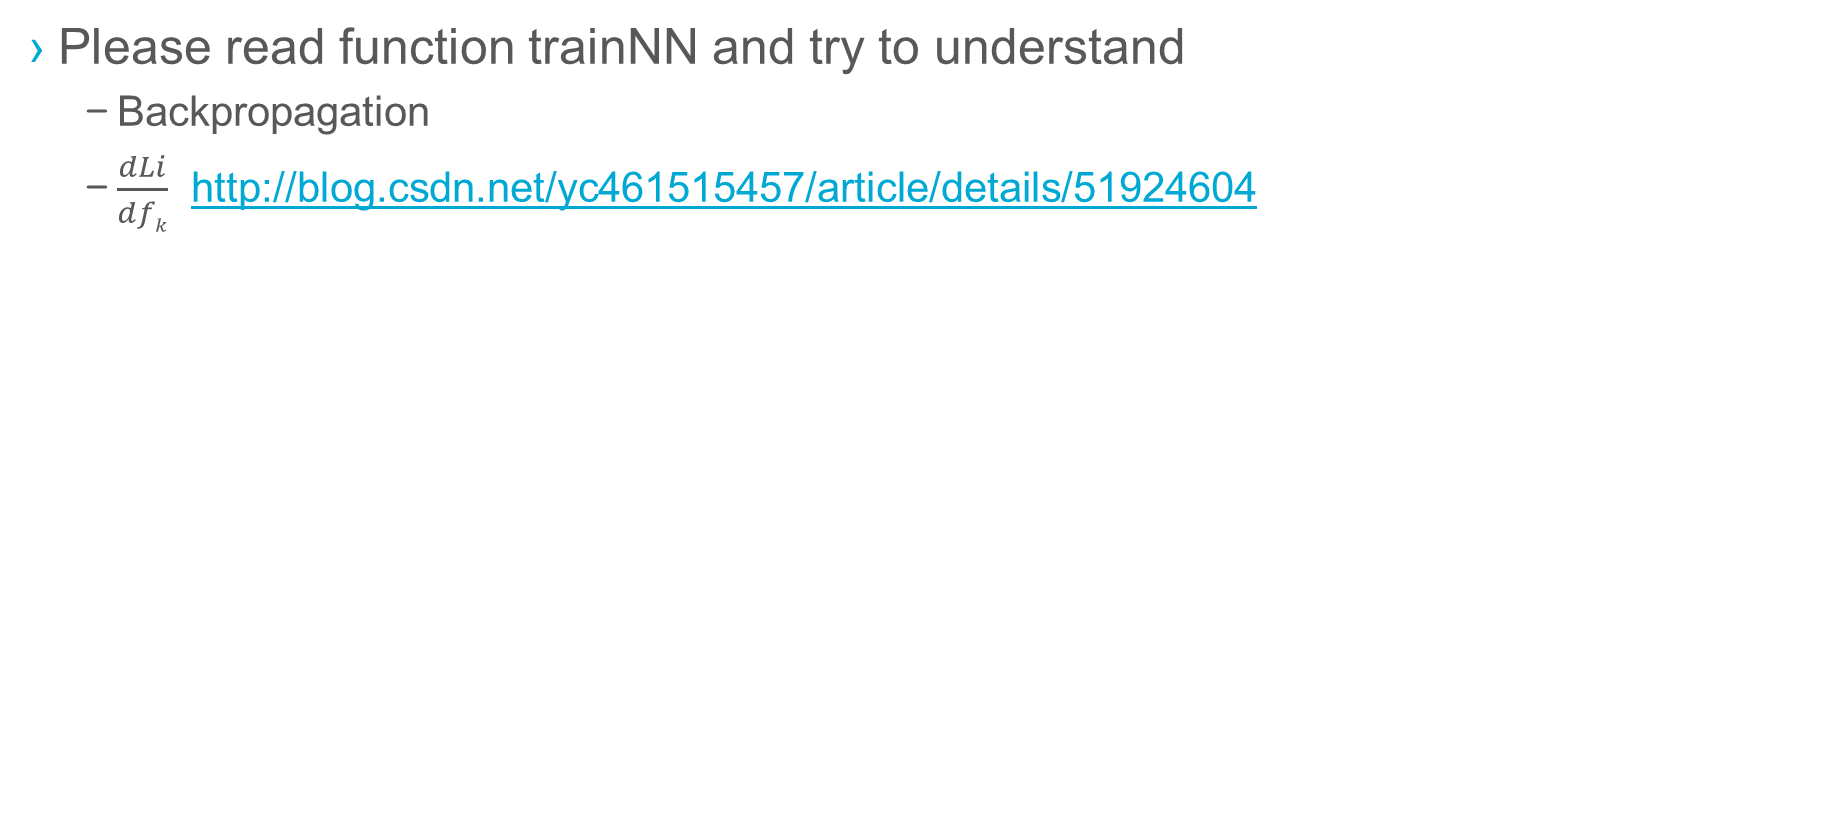 › Please read function trainNN and try to understand
– Backpropagation
– dLi/df_k http://blog.csdn.net/yc461515457/article/details/51924604